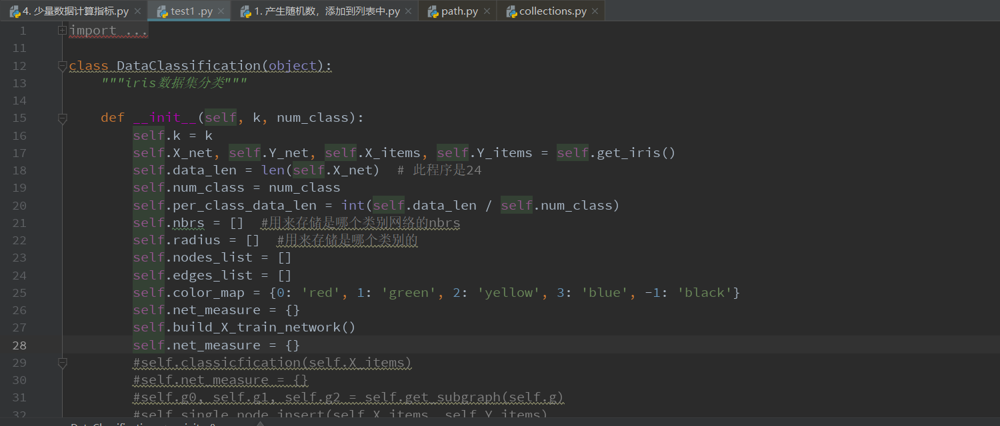 4. 少量数据计算指标.py × test1 .py × 1. 产生随机数，添加到列表中.py × path.py × collections.py ×
1 import ...
11
12 class DataClassification(object):
13 """iris数据集分类"""
14
15 def __init__(self, k, num_class):
16 self.k = k
17 self.X_net, self.Y_net, self.X_items, self.Y_items = self.get_iris()
18 self.data_len = len(self.X_net)  # 此程序是24
19 self.num_class = num_class
20 self.per_class_data_len = int(self.data_len / self.num_class)
21 self.nbrs = []  #用来存储是哪个类别网络的nbrs
22 self.radius = []  #用来存储是哪个类别的
23 self.nodes_list = []
24 self.edges_list = []
25 self.color_map = {0: 'red', 1: 'green', 2: 'yellow', 3: 'blue', -1: 'black'}
26 self.net_measure = {}
27 self.build_X_train_network()
28 self.net_measure = {}
29 #self.classicfication(self.X_items)
30 #self.net_measure = {}
31 #self.g0, self.g1, self.g2 = self.get_subgraph(self.g)
32 #self.single_node_insert(self.X_items, self.Y_items)